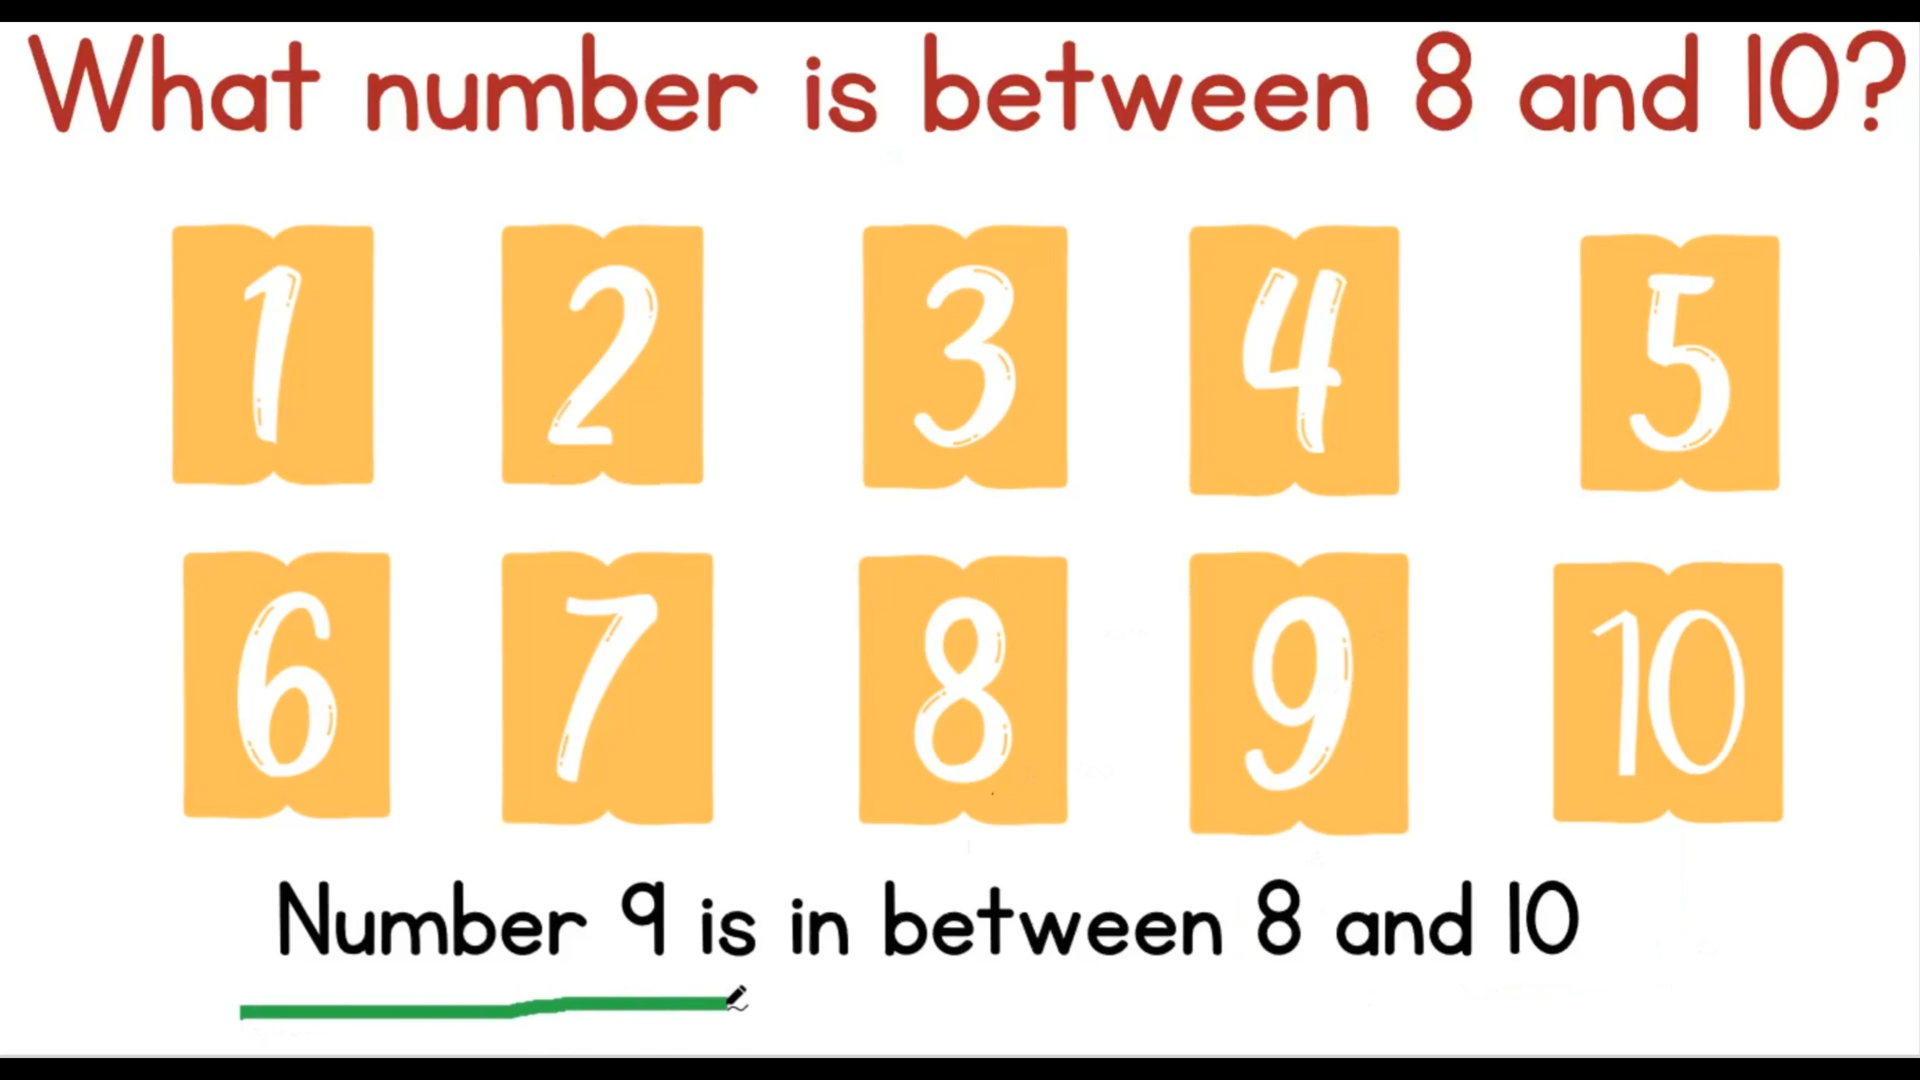 What number is between 8 and 10?
1 2 3 4 5
6 7 8 9 10
Number 9 is in between 8 and 10